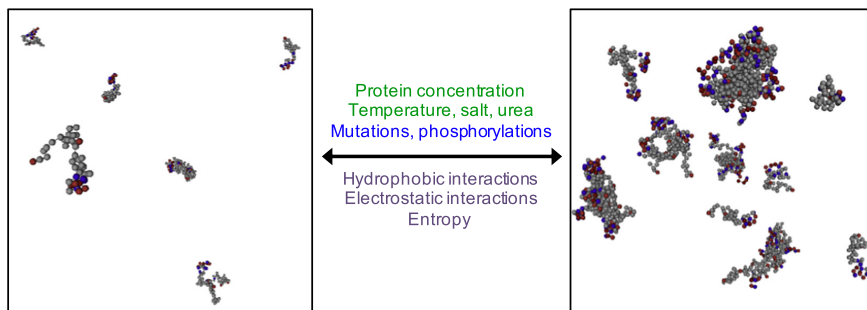 Protein concentration
Temperature, salt, urea
Mutations, phosphorylations
Hydrophobic interactions
Electrostatic interactions
Entropy